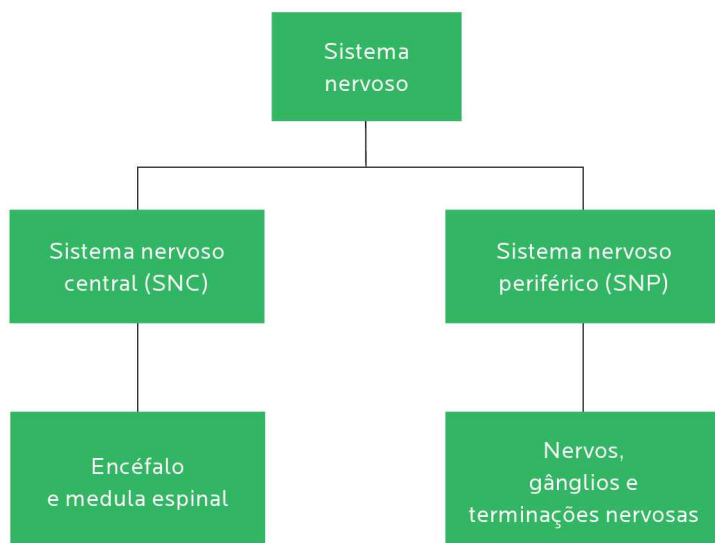 Sistema
nervoso
Sistema nervoso
central (SNC)
Sistema nervoso
periférico (SNP)
Encéfalo
e medula espinal
Nervos,
gânglios e
terminações nervosas